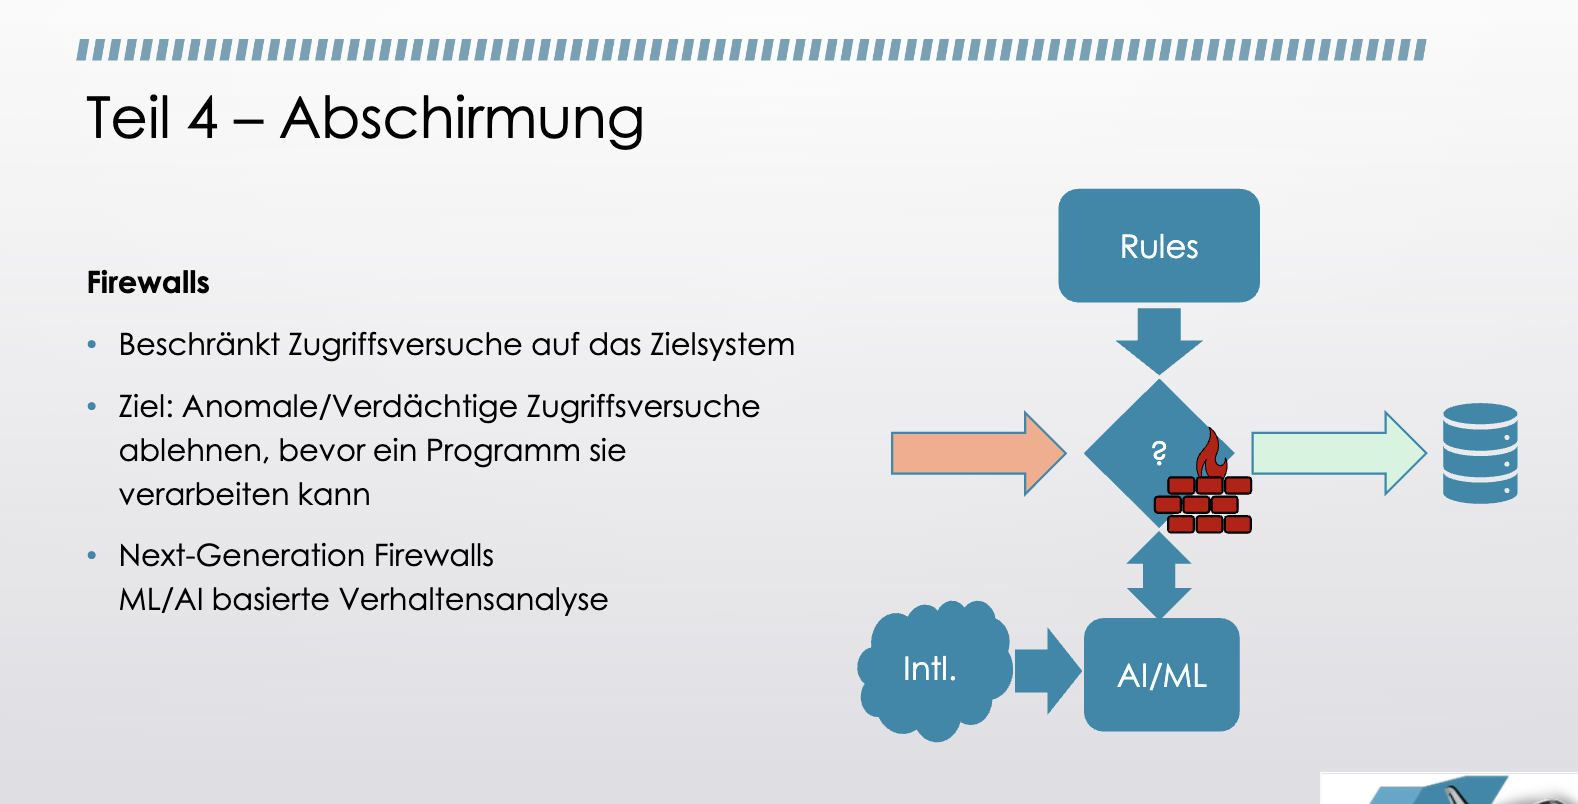 Teil 4 – Abschirmung
Firewalls
• Beschränkt Zugriffsversuche auf das Zielsystem
• Ziel: Anomale/Verdächtige Zugriffsversuche
ablehnen, bevor ein Programm sie
verarbeiten kann
• Next-Generation Firewalls
ML/AI basierte Verhaltensanalyse
Rules
?
Intl.
AI/ML